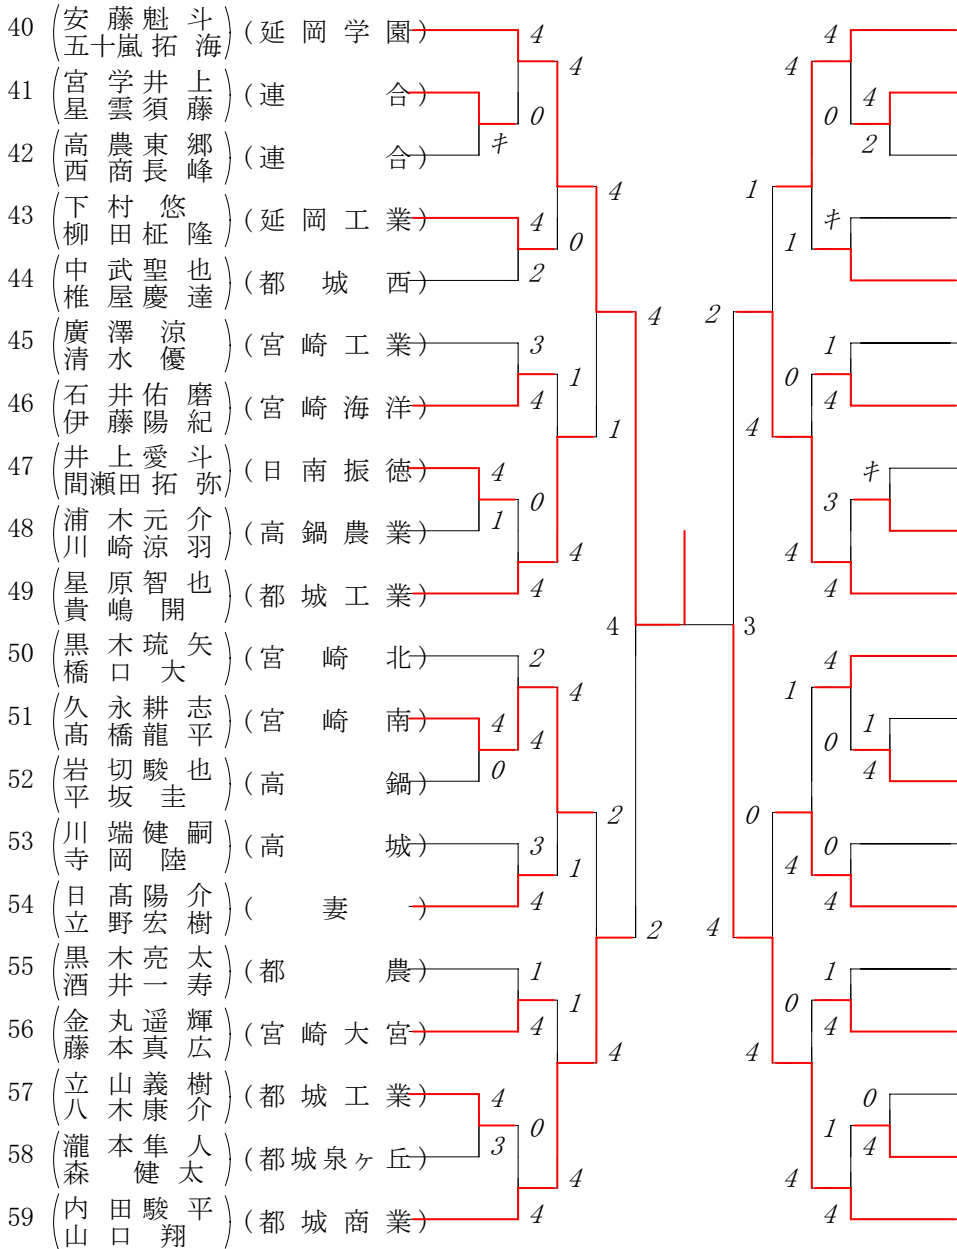 40 安藤魁斗 五十嵐拓海 (延岡学園)
41 宮学井上 星雲須藤 (連合)
42 高農東郷 西商長峰 (連合)
43 下村悠 柳田柾隆 (延岡工業)
44 中武聖也 椎屋慶達 (都城西)
45 廣澤涼 清水優 (宮崎工業)
46 石井佑磨 伊藤陽紀 (宮崎海洋)
47 井上愛斗 間瀬田拓弥 (日南振徳)
48 浦木元介 川崎涼羽 (高鍋農業)
49 星原智也 貴嶋開 (都城工業)
50 黒木琉矢 橋口大 (宮崎北)
51 久永耕志 髙橋龍平 (宮崎南)
52 岩切駿也 平坂圭 (高鍋)
53 川端健嗣 寺岡陸 (高城)
54 日髙陽介 立野宏樹 (妻)
55 黒木亮太 酒井一寿 (都農)
56 金丸遥輝 藤本真広 (宮崎大宮)
57 立山義樹 八木康介 (都城工業)
58 瀧本隼人 森健太 (都城泉ヶ丘)
59 内田駿平 山口翔 (都城商業)
4 0 キ 4 2 3 4 4 1 0 4 2 4 0 4 3 4 1 4 4 3 0 4
4 0 1 4 4 1 1 4
4 1 2 4
4 2
4 3
2 4
1 4 0 4
4 1 0 4 1 4 0 4
4 0 4 2 キ 1 4 キ 3 4 4 0 1 4 0 4 1 4 0 4 1 4